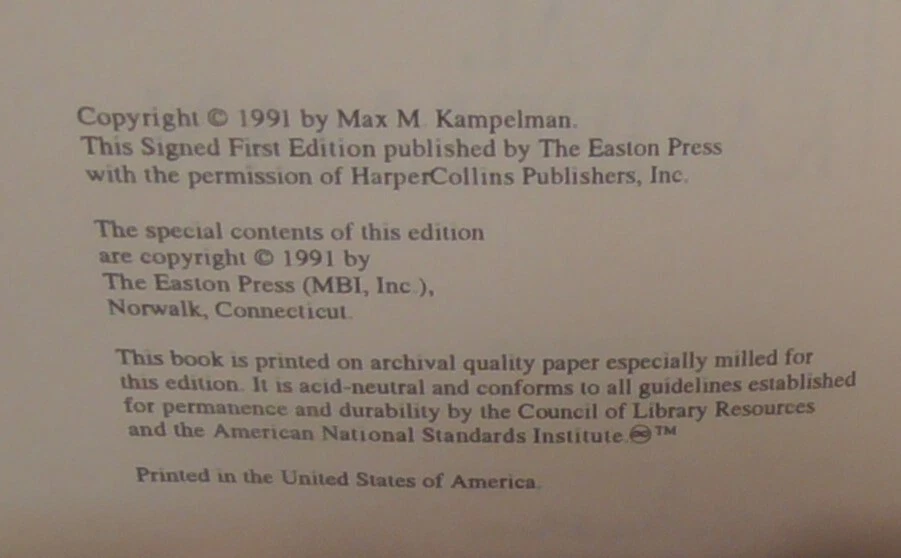 Copyright © 1991 by Max M. Kampelman.
This Signed First Edition published by The Easton Press
with the permission of HarperCollins Publishers, Inc.
The special contents of this edition
are copyright © 1991 by
The Easton Press (MBI, Inc.),
Norwalk, Connecticut.
This book is printed on archival quality paper especially milled for
this edition. It is acid-neutral and conforms to all guidelines established
for permanence and durability by the Council of Library Resources
and the American National Standards Institute.♾™
Printed in the United States of America.